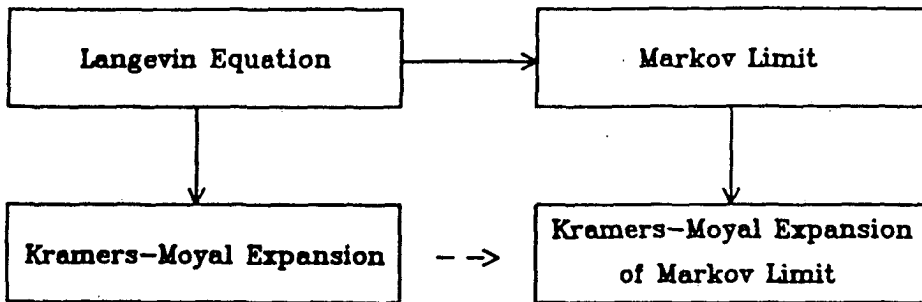 Langevin Equation
Markov Limit
Kramers-Moyal Expansion
Kramers-Moyal Expansion
of Markov Limit